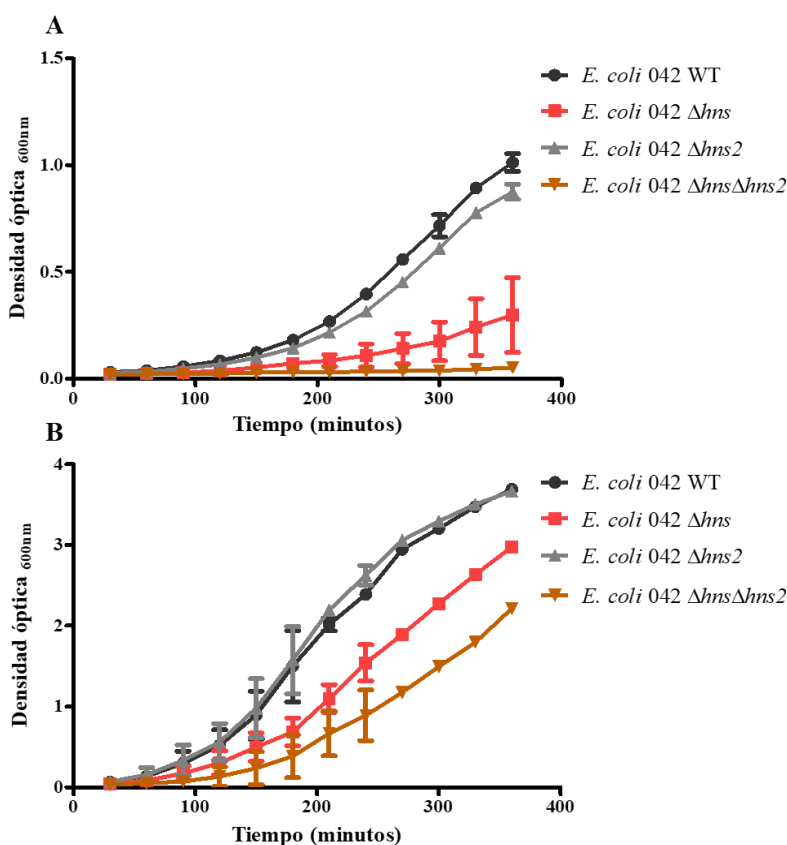 A
Densidad óptica 600nm
1.5
1.0
0.5
0.0
0
100
200
300
400
Tiempo (minutos)
E. coli 042 WT
E. coli 042 Δhns
E. coli 042 Δhns2
E. coli 042 ΔhnsΔhns2
B
Densidad óptica 600nm
4
3
2
1
0
0
100
200
300
400
Tiempo (minutos)
E. coli 042 WT
E. coli 042 Δhns
E. coli 042 Δhns2
E. coli 042 ΔhnsΔhns2